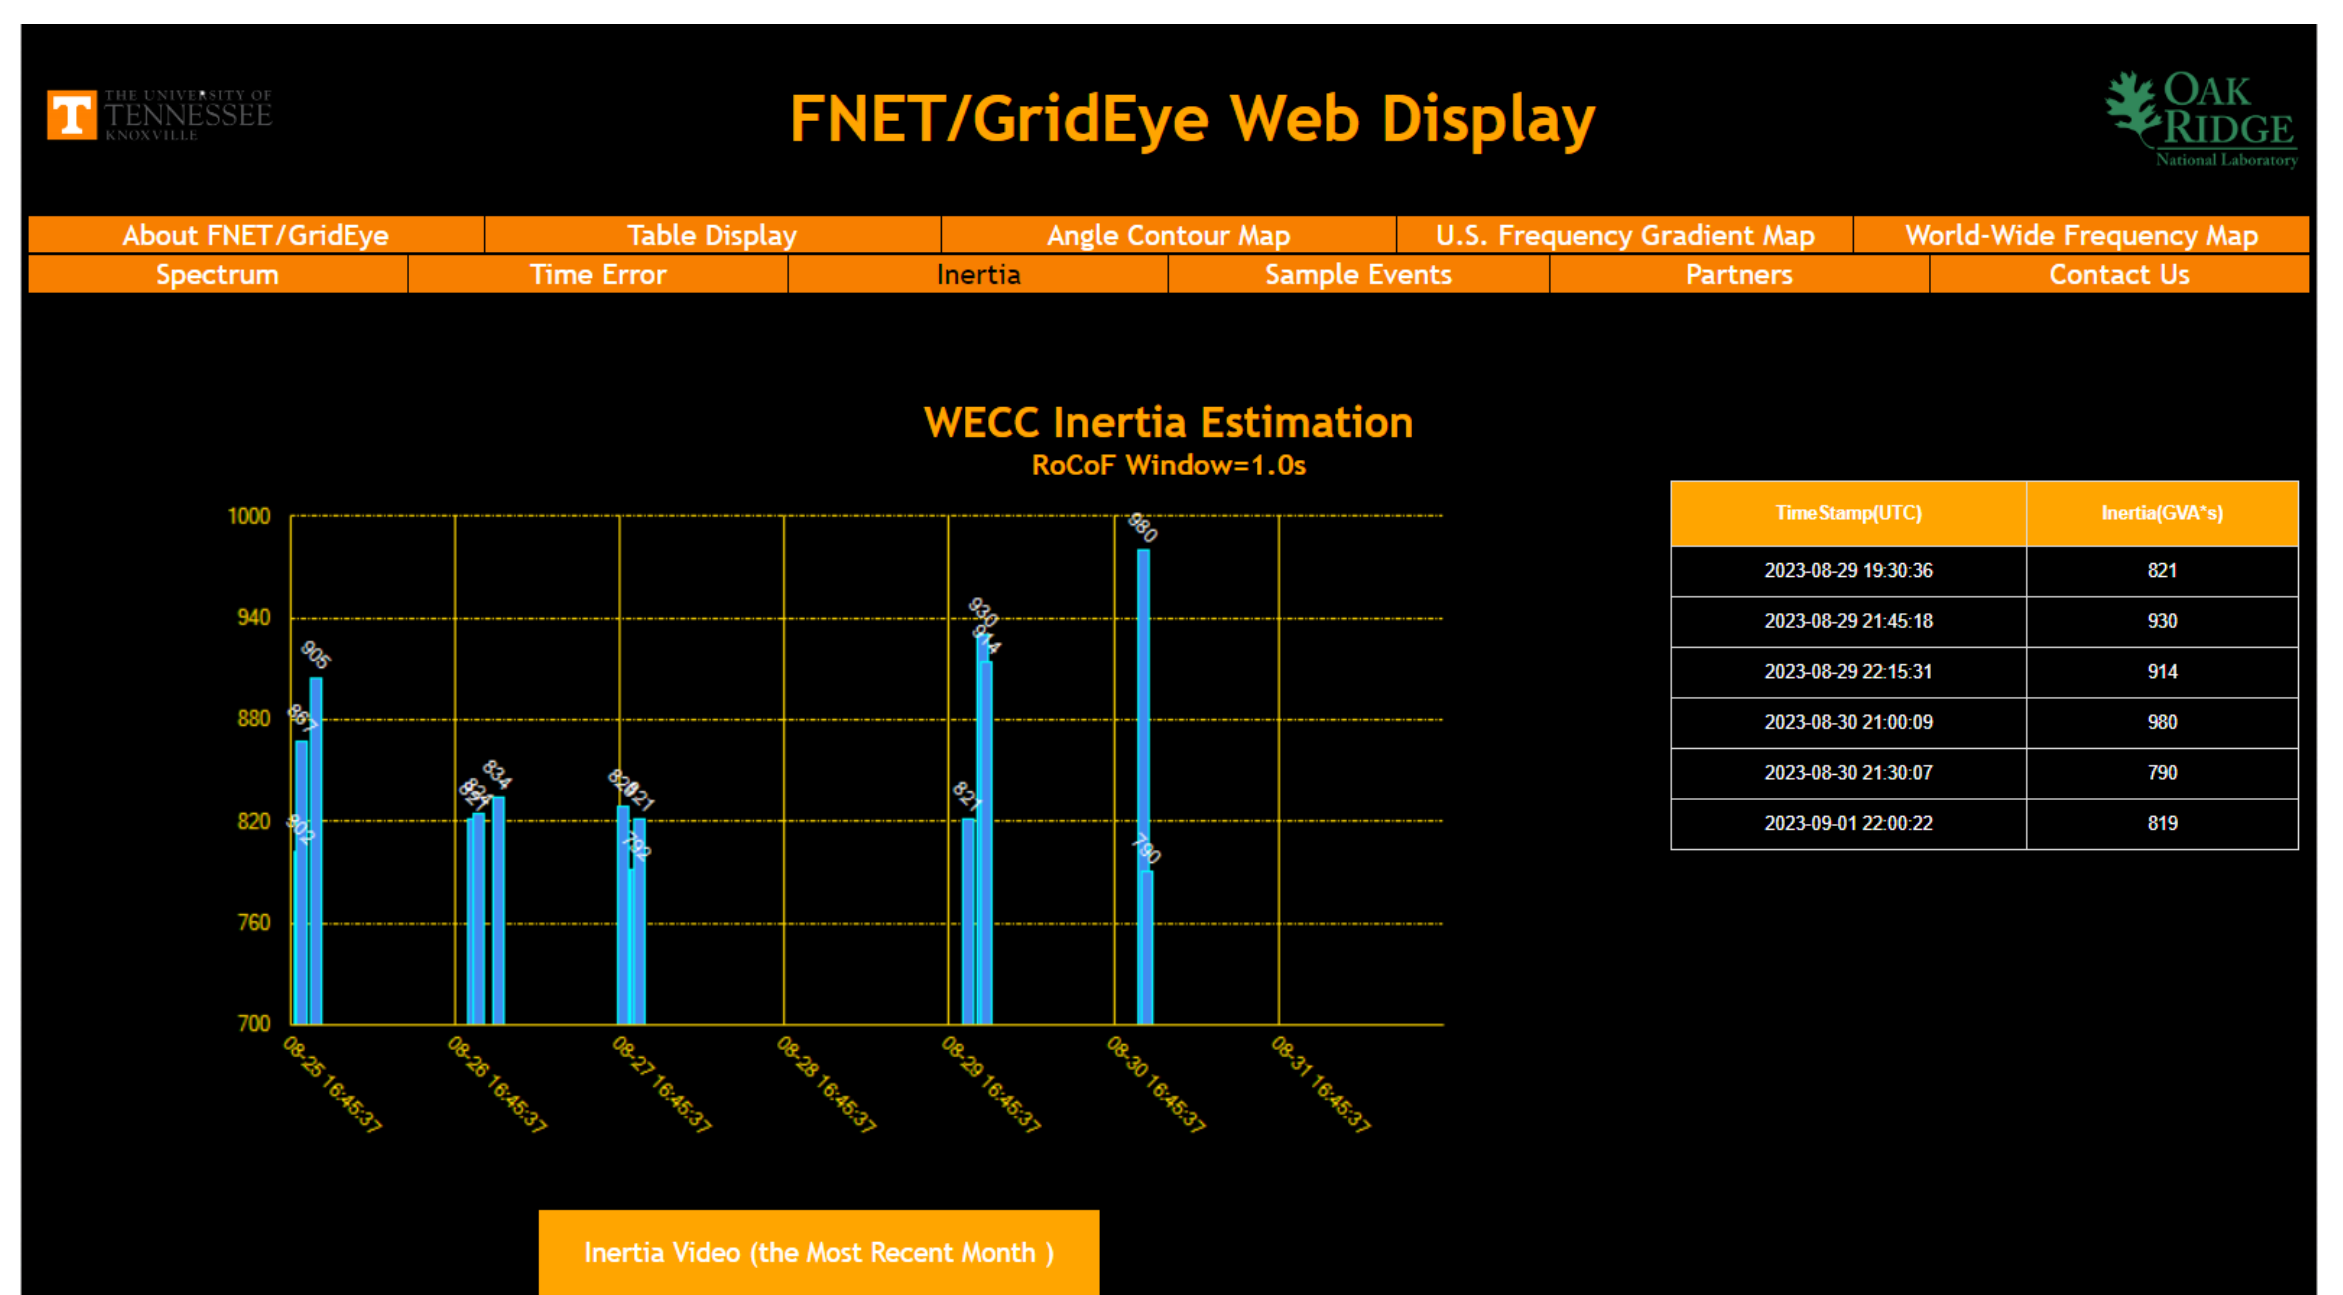 THE UNIVERSITY OF
TENNESSEE
KNOXVILLE
FNET/GridEye Web Display
OAK
RIDGE
National Laboratory
About FNET/GridEye Table Display Angle Contour Map U.S. Frequency Gradient Map World-Wide Frequency Map
Spectrum Time Error Inertia Sample Events Partners Contact Us
WECC Inertia Estimation
RoCoF Window=1.0s
1000
940
880
820
760
700
902
867
905
821
824
834
792
821
821
930
914
980
790
08-25 16:45:37
08-26 16:45:37
08-27 16:45:37
08-28 16:45:37
08-29 16:45:37
08-30 16:45:37
08-31 16:45:37
TimeStamp(UTC) Inertia(GVA*s)
2023-08-29 19:30:36 821
2023-08-29 21:45:18 930
2023-08-29 22:15:31 914
2023-08-30 21:00:09 980
2023-08-30 21:30:07 790
2023-09-01 22:00:22 819
Inertia Video (the Most Recent Month )